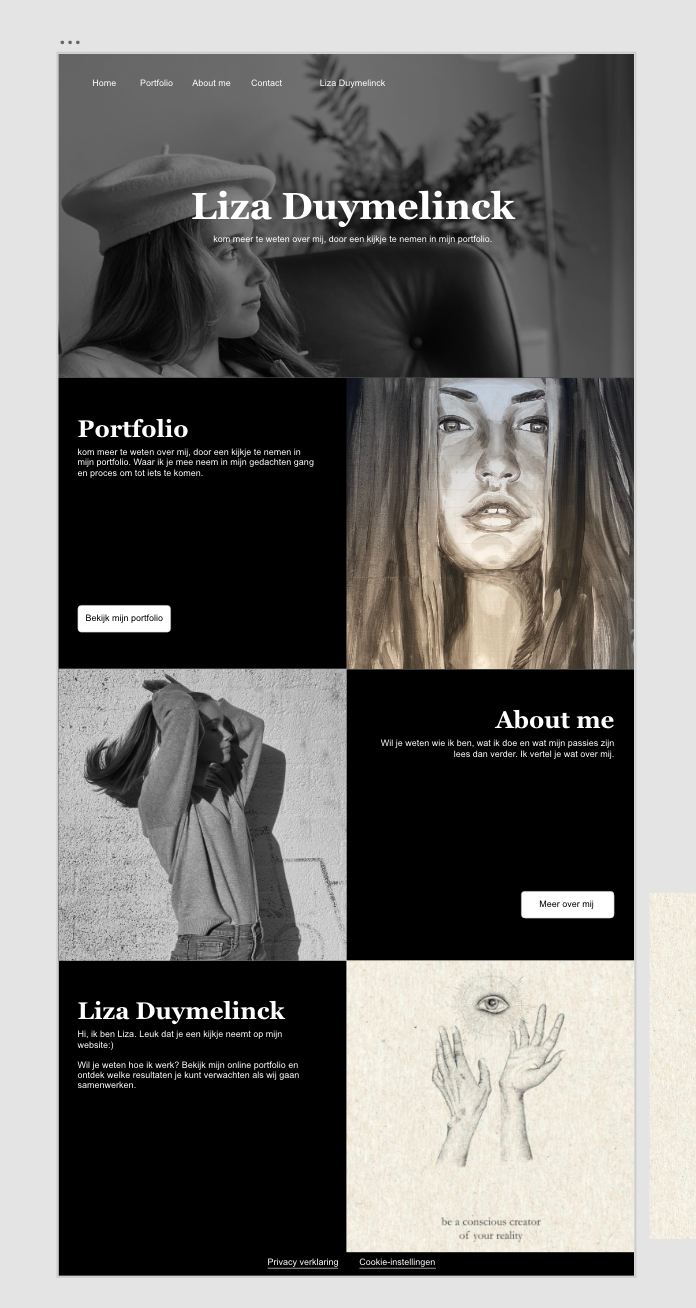 Home Portfolio About me Contact Liza Duymelinck
Liza Duymelinck
kom meer te weten over mij, door een kijkje te nemen in mijn portfolio.
Portfolio
kom meer te weten over mij, door een kijkje te nemen in
mijn portfolio. Waar ik je mee neem in mijn gedachten gang
en proces om tot iets te komen.
Bekijk mijn portfolio
About me
Wil je weten wie ik ben, wat ik doe en wat mijn passies zijn
lees dan verder. Ik vertel je wat over mij.
Meer over mij
Liza Duymelinck
Hi, ik ben Liza. Leuk dat je een kijkje neemt op mijn
website:)
Wil je weten hoe ik werk? Bekijk mijn online portfolio en
ontdek welke resultaten je kunt verwachten als wij gaan
samenwerken.
be a conscious creator
of your reality
Privacy verklaring Cookie-instellingen